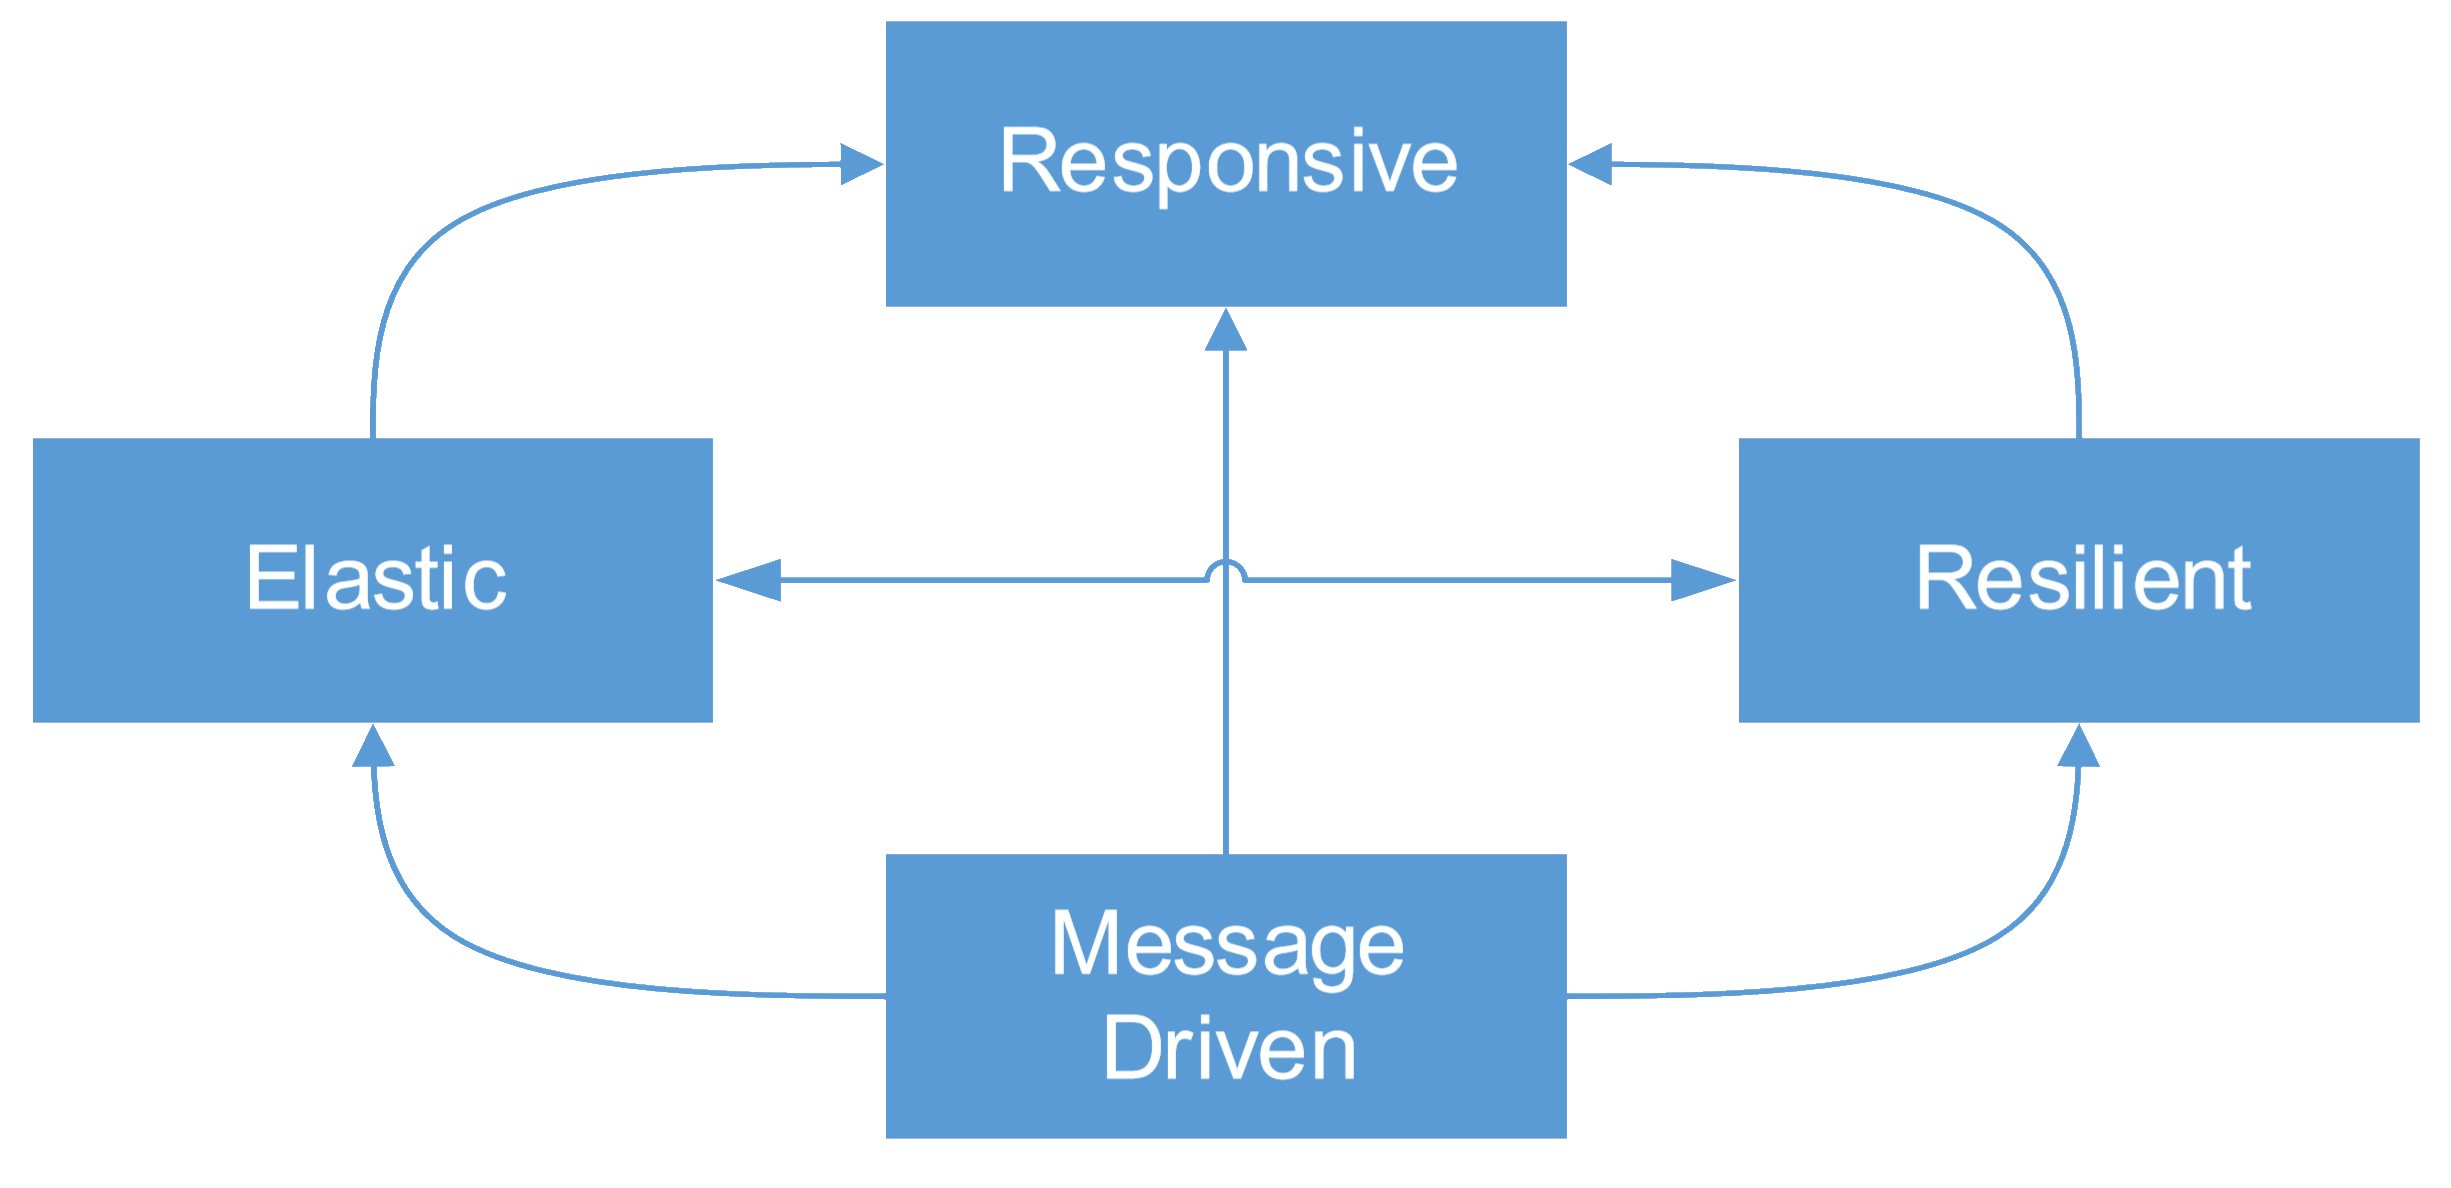 Responsive
Elastic
Resilient
Message
Driven